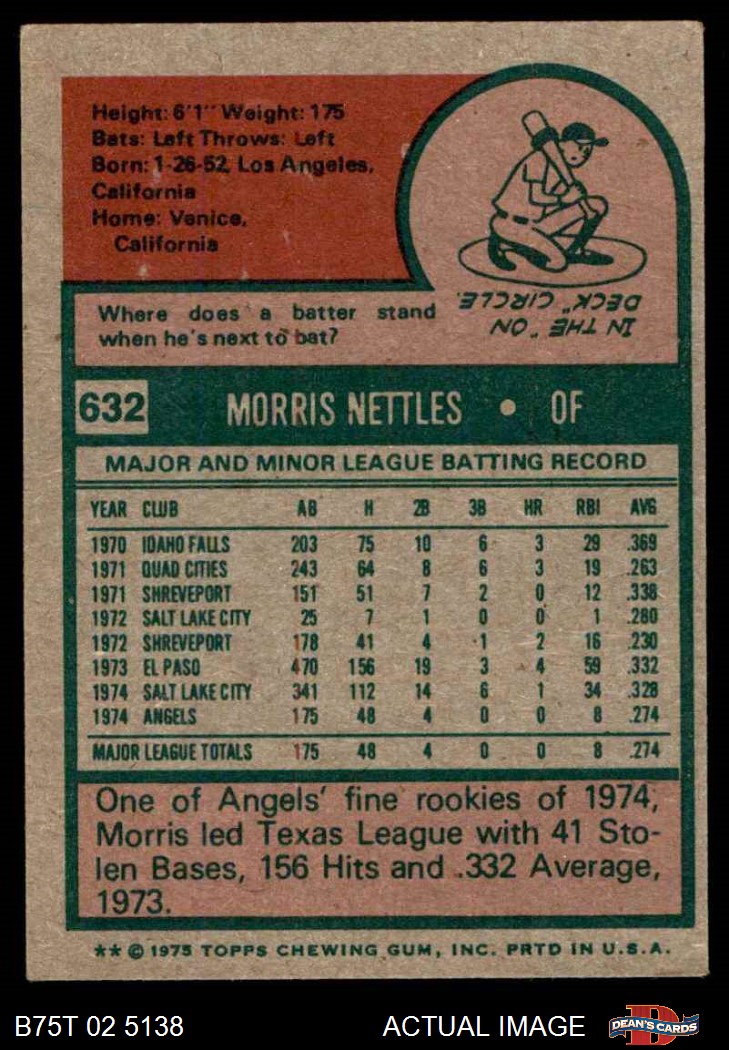 Height: 6'1" Weight: 175
Bats: Left Throws: Left
Born: 1-26-52, Los Angeles,
California
Home: Venice,
California
Where does a batter stand
when he's next to bat?
IN THE "ON
DECK" CIRCLE.
632 MORRIS NETTLES • OF
MAJOR AND MINOR LEAGUE BATTING RECORD
YEAR CLUB AB H 2B 3B HR RBI AVG
1970 IDAHO FALLS 203 75 10 6 3 29 .369
1971 QUAD CITIES 243 64 8 6 3 19 .263
1971 SHREVEPORT 151 51 7 2 0 12 .338
1972 SALT LAKE CITY 25 7 1 0 0 1 .280
1972 SHREVEPORT 178 41 4 1 2 16 .230
1973 EL PASO 470 156 19 3 4 59 .332
1974 SALT LAKE CITY 341 112 14 6 1 34 .328
1974 ANGELS 175 48 4 0 0 8 .274
MAJOR LEAGUE TOTALS 175 48 4 0 0 8 .274
One of Angels' fine rookies of 1974,
Morris led Texas League with 41 Sto-
len Bases, 156 Hits and .332 Average,
1973.
** © 1975 TOPPS CHEWING GUM, INC. PRTD IN U.S.A.
B75T 02 5138 ACTUAL IMAGE DEAN'S CARDS